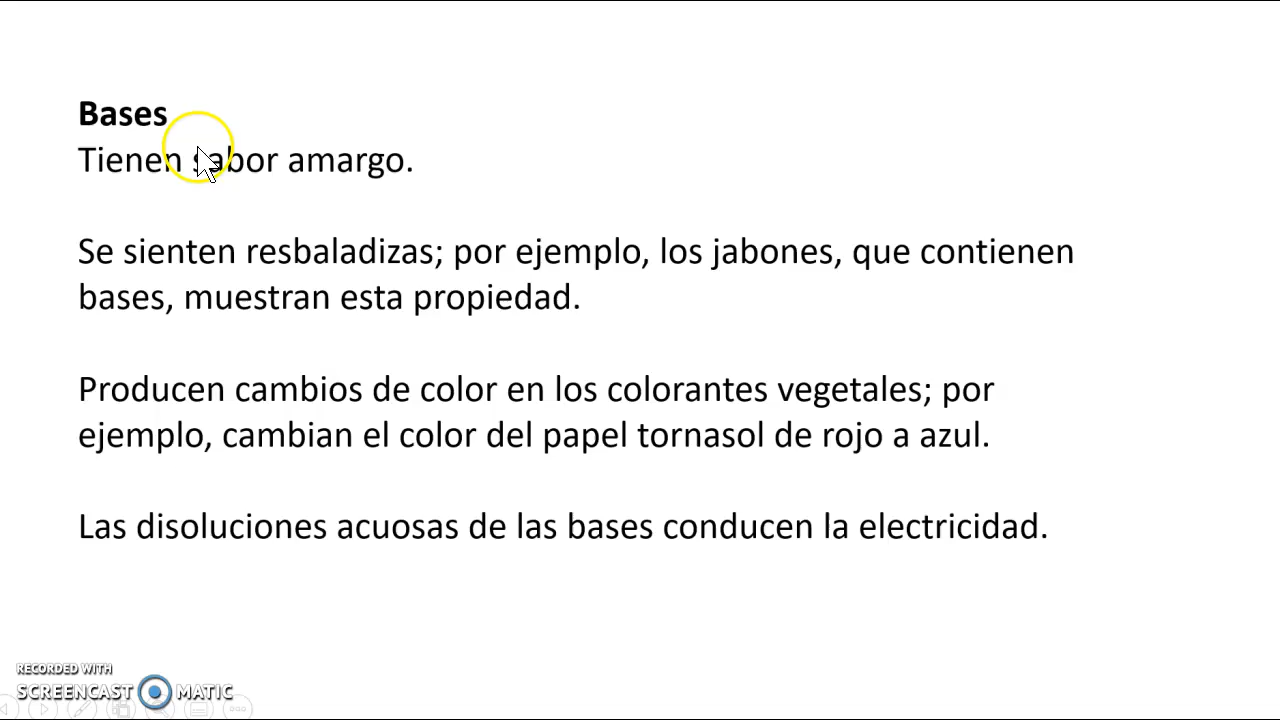 Bases
Tienen sabor amargo.
Se sienten resbaladizas; por ejemplo, los jabones, que contienen
bases, muestran esta propiedad.
Producen cambios de color en los colorantes vegetales; por
ejemplo, cambian el color del papel tornasol de rojo a azul.
Las disoluciones acuosas de las bases conducen la electricidad.
RECORDED WITH
SCREENCAST MATIC